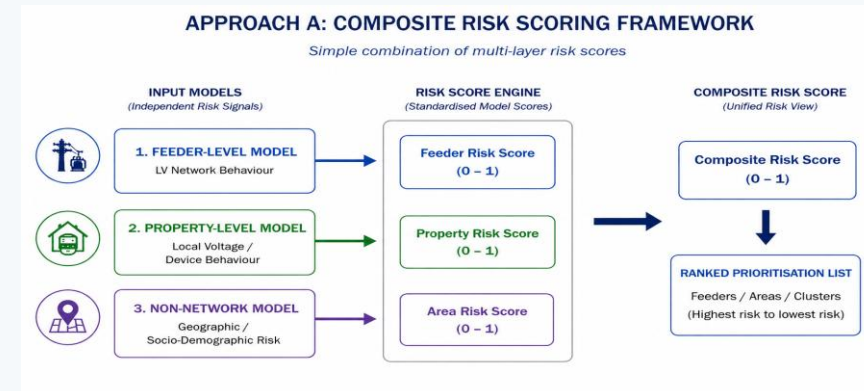 APPROACH A: COMPOSITE RISK SCORING FRAMEWORK
Simple combination of multi-layer risk scores
INPUT MODELS
(Independent Risk Signals)
1. FEEDER-LEVEL MODEL
LV Network Behaviour
2. PROPERTY-LEVEL MODEL
Local Voltage /
Device Behaviour
3. NON-NETWORK MODEL
Geographic /
Socio-Demographic Risk
RISK SCORE ENGINE
(Standardised Model Scores)
Feeder Risk Score
(0 – 1)
Property Risk Score
(0 – 1)
Area Risk Score
(0 – 1)
COMPOSITE RISK SCORE
(Unified Risk View)
Composite Risk Score
(0 – 1)
RANKED PRIORITISATION LIST
Feeders / Areas / Clusters
(Highest risk to lowest risk)